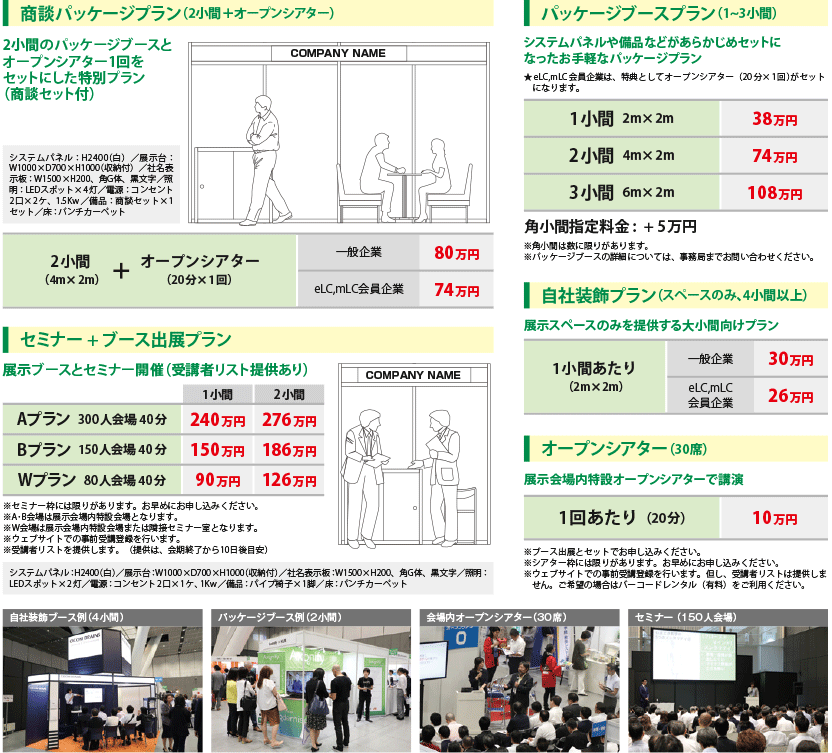 商談パッケージプラン(2小間＋オープンシアター)
2小間のパッケージブースと
オープンシアター1回を
セットにした特別プラン
(商談セット付)
COMPANY NAME
システムパネル：H2400(白) ／展示台：
W1000×D700×H1000(収納付) ／社名表
示板：W1500×H200、角G体、黒文字／照
明：LEDスポット×4灯／電源：コンセント
2口×2ケ、1.5Kw／備品：商談セット×1
セット／床：パンチカーペット
2小間
(4m×2m)
＋
オープンシアター
(20分×1回)
一般企業 80万円
eLC,mLC会員企業 74万円
セミナー＋ブース出展プラン
展示ブースとセミナー開催(受講者リスト提供あり)
1小間 2小間
Aプラン 300人会場 40分 240万円 276万円
Bプラン 150人会場 40分 150万円 186万円
Wプラン 80人会場 40分 90万円 126万円
※セミナー枠には限りがあります。お早めにお申し込みください。
※A・B会場は展示会場内特設会場となります。
※W会場は展示会場内特設会場または隣接セミナー室となります。
※ウェブサイトでの事前受講登録を行います。
※受講者リストを提供します。(提供は、会期終了から10日後目安)
COMPANY NAME
システムパネル：H2400(白)／展示台：W1000×D700×H1000(収納付)／社名表示板：W1500×H200、角G体、黒文字／照明：
LEDスポット×2灯／電源：コンセント2口×1ケ、1Kw／備品：パイプ椅子×1脚／床：パンチカーペット
パッケージブースプラン(1~3小間)
システムパネルや備品などがあらかじめセットに
なったお手軽なパッケージプラン
★eLC,mLC会員企業は、特典としてオープンシアター (20分×1回)がセット
になります。
1小間 2m×2m 38万円
2小間 4m×2m 74万円
3小間 6m×2m 108万円
角小間指定料金：＋5万円
※角小間は数に限りがあります。
※パッケージブースの詳細については、事務局までお問い合わせください。
自社装飾プラン(スペースのみ、4小間以上)
展示スペースのみを提供する大小間向けプラン
1小間あたり
(2m×2m)
一般企業 30万円
eLC,mLC
会員企業
26万円
オープンシアター(30席)
展示会場内特設オープンシアターで講演
1回あたり (20分) 10万円
※ブース出展とセットでお申し込みください。
※シアター枠には限りがあります。お早めにお申し込みください。
※ウェブサイトでの事前受講登録を行います。但し、受講者リストは提供しま
せん。ご希望の場合はバーコードレンタル(有料)をご利用ください。
自社装飾ブース例(4小間)
パッケージブース例(2小間)
会場内オープンシアター(30席)
セミナー(150人会場)